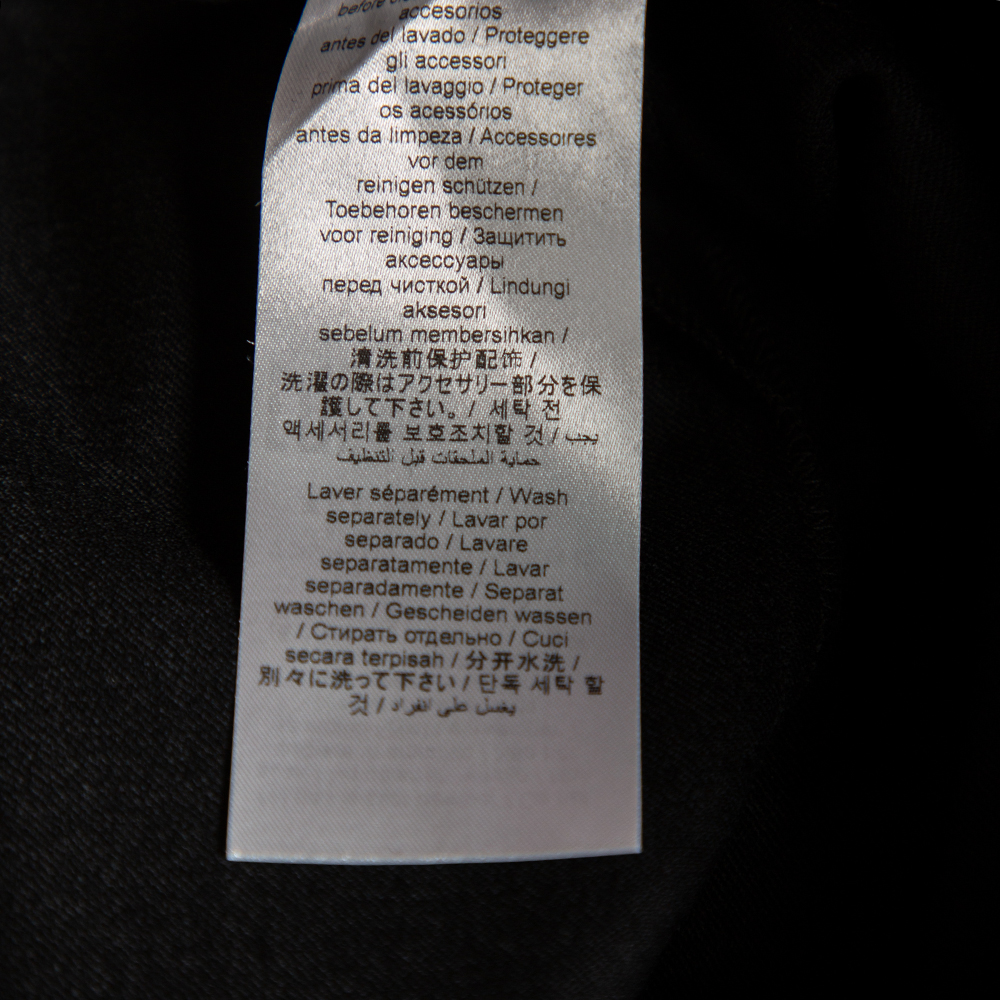 before
accesorios
antes del lavado / Proteggere
gli accessori
prima del lavaggio / Proteger
os acessórios
antes da limpeza / Accessoires
vor dem
reinigen schützen /
Toebehoren beschermen
voor reiniging / Защитить
аксессуары
перед чисткой / Lindungi
aksesori
sebelum membersihkan /
清洗前保护配饰 /
洗濯の際はアクセサリー部分を保
護して下さい。/ 세탁 전
액세서리를 보호조치할 것 / يجب
حماية الملحقات قبل التنظيف
Laver séparément / Wash
separately / Lavar por
separado / Lavare
separatamente / Lavar
separadamente / Separat
waschen / Gescheiden wassen
/ Стирать отдельно / Cuci
secara terpisah / 分开水洗 /
別々に洗って下さい / 단독 세탁 할
것 / يغسل على انفراد